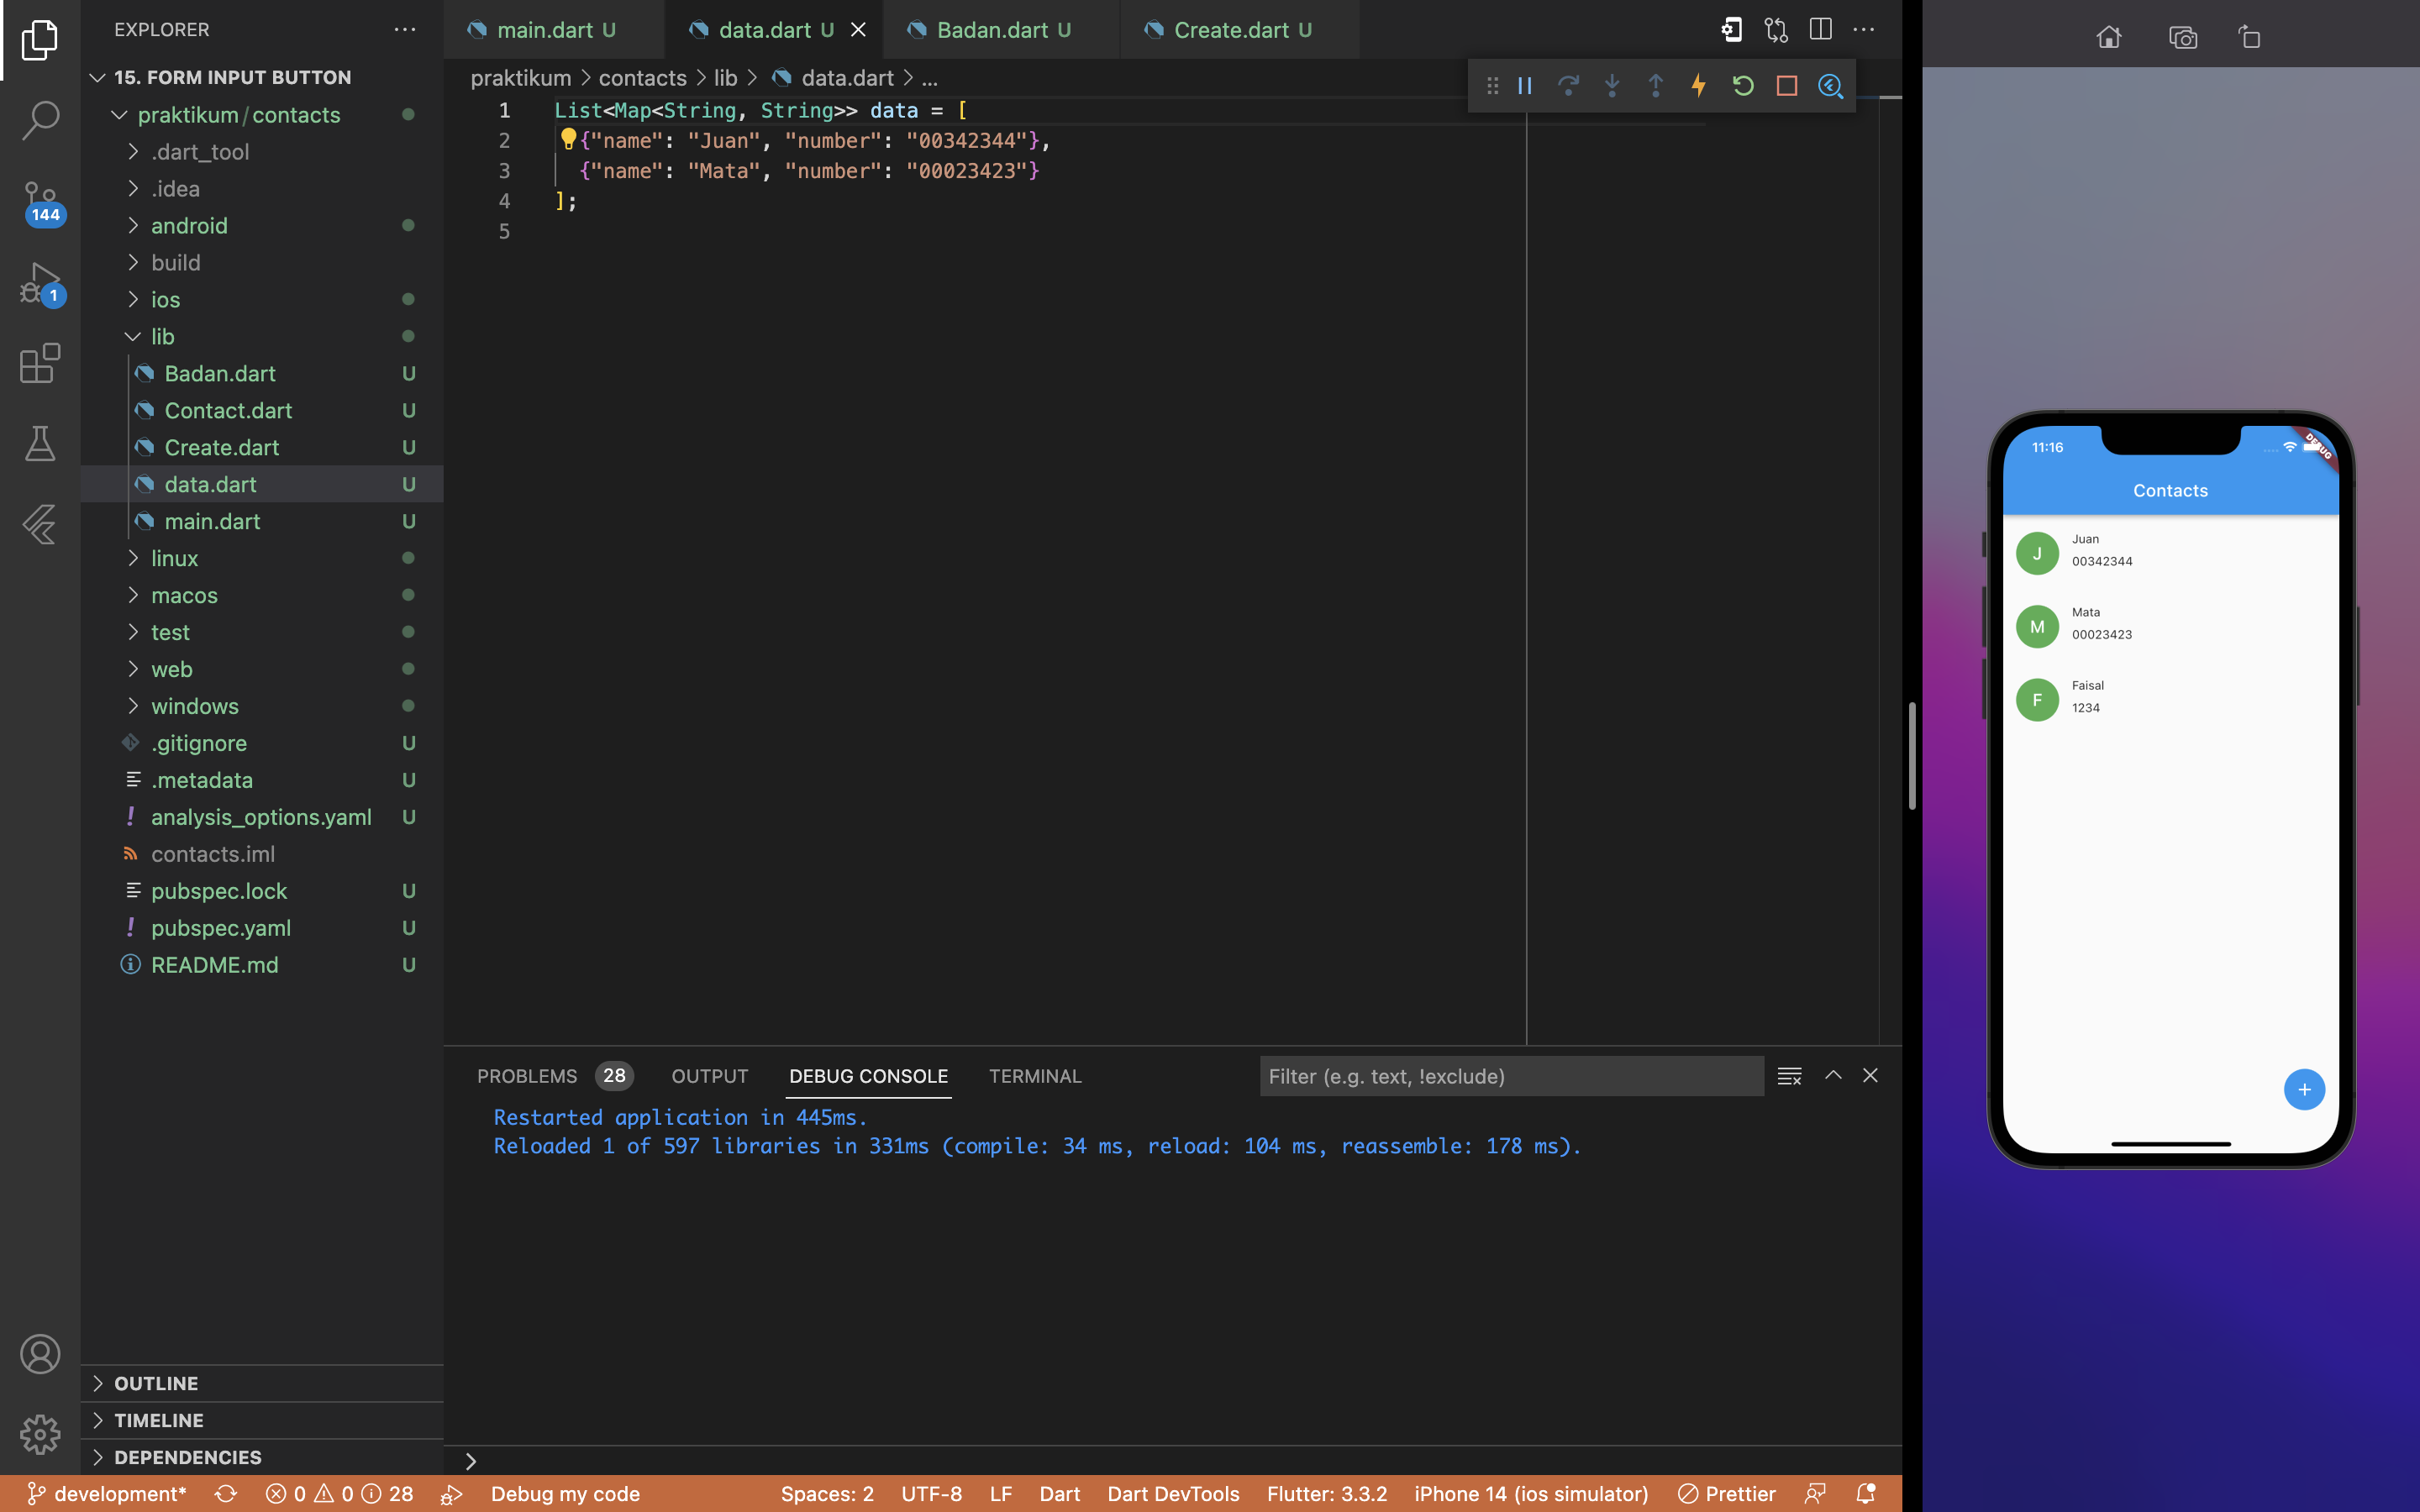 EXPLORER
15. FORM INPUT BUTTON
praktikum/contacts
.dart_tool
.idea
android
build
ios
lib
Badan.dart U
Contact.dart U
Create.dart U
data.dart U
main.dart U
linux
macos
test
web
windows
.gitignore U
.metadata U
analysis_options.yaml U
contacts.iml
pubspec.lock U
pubspec.yaml U
README.md U
OUTLINE
TIMELINE
DEPENDENCIES
144
1
main.dart U data.dart U Badan.dart U Create.dart U
praktikum > contacts > lib > data.dart > ...
1 List<Map<String, String>> data = [
2 {"name": "Juan", "number": "00342344"},
3 {"name": "Mata", "number": "00023423"}
4 ];
5
PROBLEMS 28 OUTPUT DEBUG CONSOLE TERMINAL Filter (e.g. text, !exclude)
Restarted application in 445ms.
Reloaded 1 of 597 libraries in 331ms (compile: 34 ms, reload: 104 ms, reassemble: 178 ms).
development* 0 0 28 Debug my code Spaces: 2 UTF-8 LF Dart Dart DevTools Flutter: 3.3.2 iPhone 14 (ios simulator) Prettier
11:16
DEBUG
Contacts
J Juan
00342344
M Mata
00023423
F Faisal
1234
+